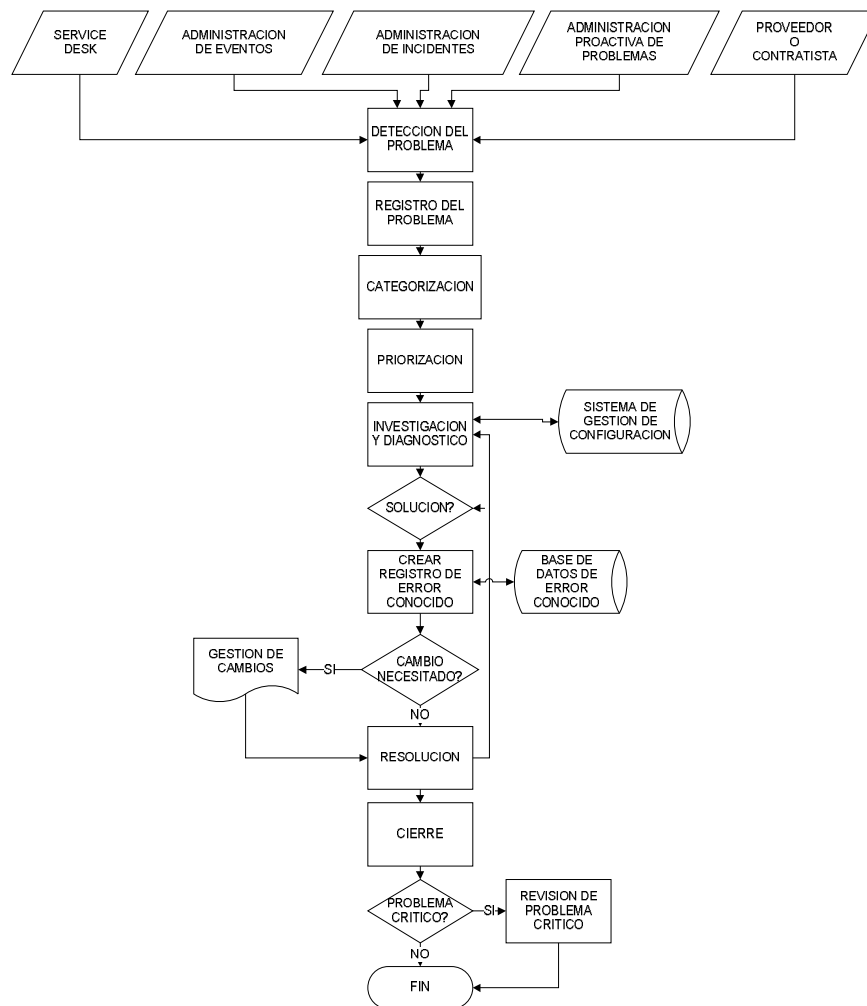 SERVICE
DESK
ADMINISTRACION
DE EVENTOS
ADMINISTRACION
DE INCIDENTES
ADMINISTRACION
PROACTIVA DE
PROBLEMAS
PROVEEDOR
O
CONTRATISTA
DETECCION DEL
PROBLEMA
REGISTRO DEL
PROBLEMA
CATEGORIZACION
PRIORIZACION
INVESTIGACION
Y DIAGNOSTICO
SISTEMA DE
GESTION DE
CONFIGURACION
SOLUCION?
CREAR
REGISTRO DE
ERROR
CONOCIDO
BASE DE
DATOS DE
ERROR
CONOCIDO
GESTION DE
CAMBIOS
SI
CAMBIO
NECESITADO?
NO
RESOLUCION
CIERRE
PROBLEMA
CRITICO?
SI
REVISION DE
PROBLEMA
CRITICO
NO
FIN